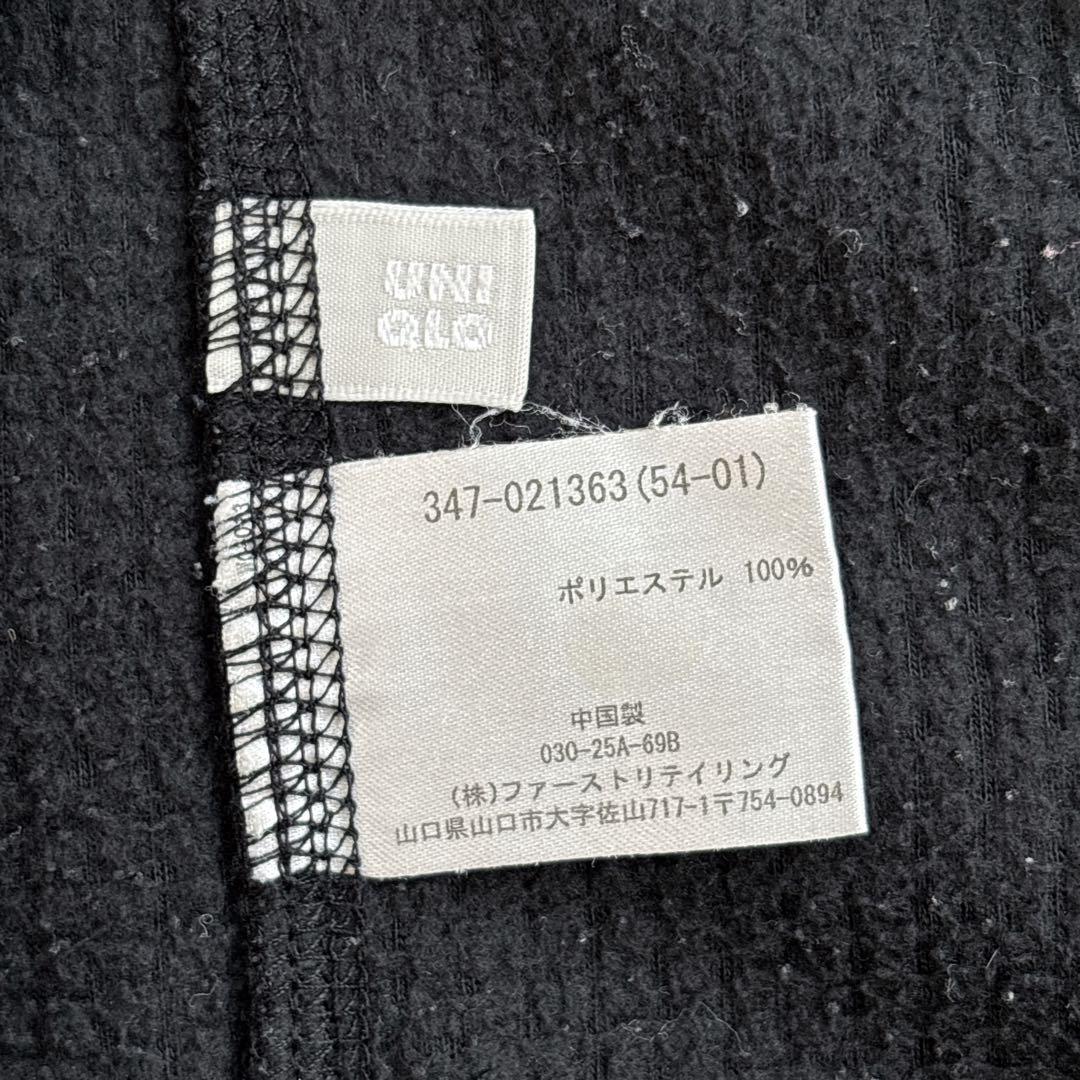 UNI
QLO
347-021363(54-01)
ポリエステル 100%
中国製
030-25A-69B
(株)ファーストリテイリング
山口県山口市大字佐山717-1〒754-0894